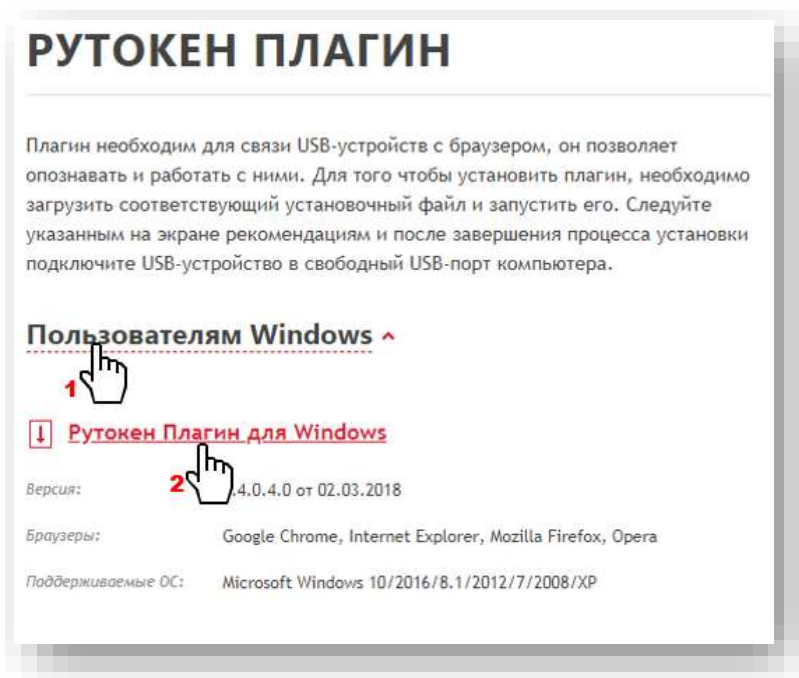 РУТОКЕН ПЛАГИН
Плагин необходим для связи USB-устройств с браузером, он позволяет
опознавать и работать с ними. Для того чтобы установить плагин, необходимо
загрузить соответствующий установочный файл и запустить его. Следуйте
указанным на экране рекомендациям и после завершения процесса установки
подключите USB-устройство в свободный USB-порт компьютера.
Пользователям Windows
1
Рутокен Плагин для Windows
2
Версия: .4.0.4.0 от 02.03.2018
Браузеры: Google Chrome, Internet Explorer, Mozilla Firefox, Opera
Поддерживаемые ОС: Microsoft Windows 10/2016/8.1/2012/7/2008/XP